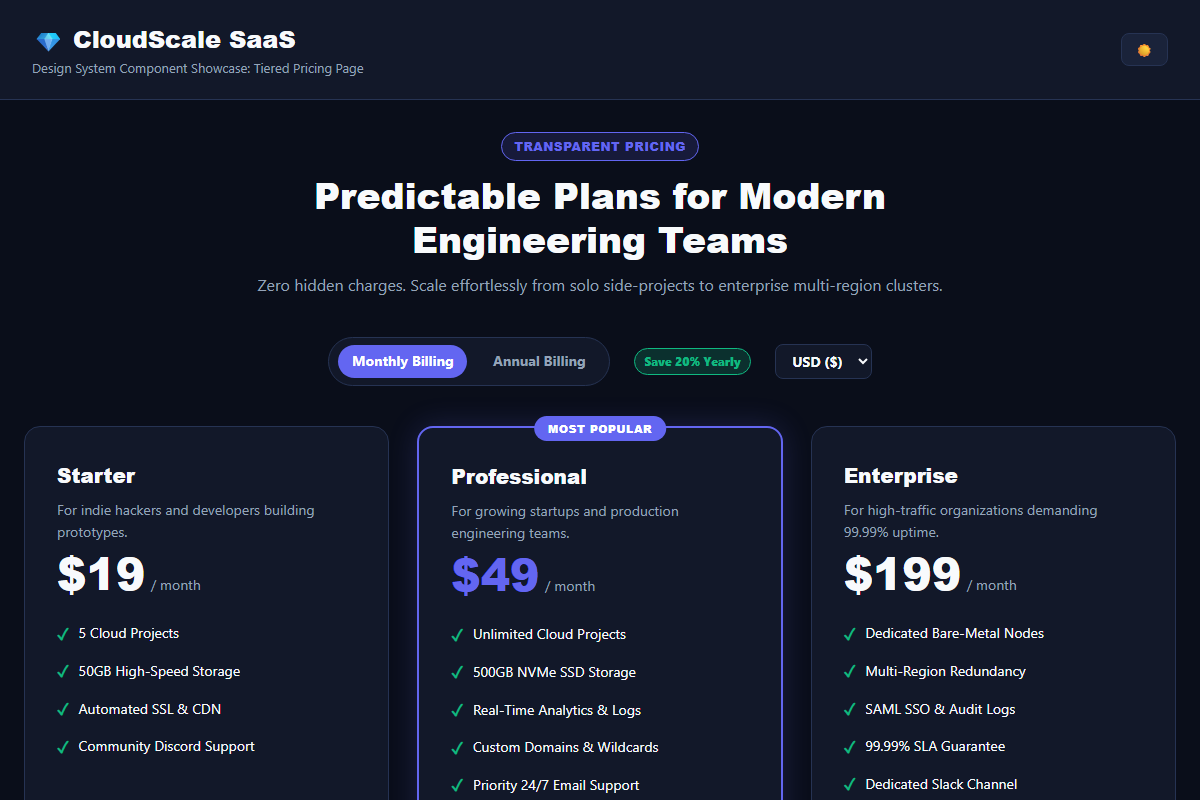 CloudScale SaaS
Design System Component Showcase: Tiered Pricing Page
TRANSPARENT PRICING
Predictable Plans for Modern
Engineering Teams
Zero hidden charges. Scale effortlessly from solo side-projects to enterprise multi-region clusters.
Monthly Billing
Annual Billing
Save 20% Yearly
USD ($)
Starter
For indie hackers and developers building
prototypes.
$19 / month
✓ 5 Cloud Projects
✓ 50GB High-Speed Storage
✓ Automated SSL & CDN
✓ Community Discord Support
MOST POPULAR
Professional
For growing startups and production
engineering teams.
$49 / month
✓ Unlimited Cloud Projects
✓ 500GB NVMe SSD Storage
✓ Real-Time Analytics & Logs
✓ Custom Domains & Wildcards
✓ Priority 24/7 Email Support
Enterprise
For high-traffic organizations demanding
99.99% uptime.
$199 / month
✓ Dedicated Bare-Metal Nodes
✓ Multi-Region Redundancy
✓ SAML SSO & Audit Logs
✓ 99.99% SLA Guarantee
✓ Dedicated Slack Channel